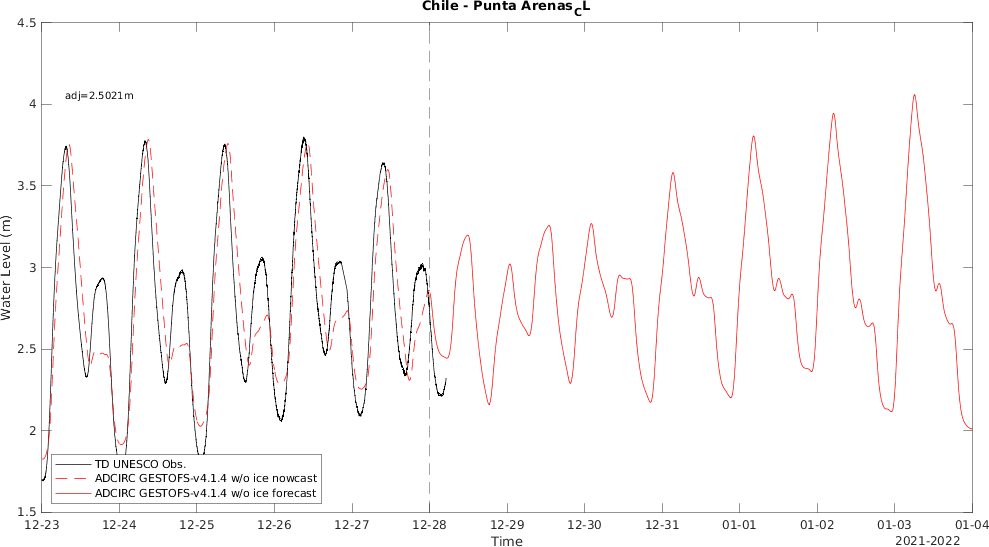 Chile - Punta Arenas_CL
4.5
4
3.5
3
2.5
2
1.5
Water Level (m)
adj=2.5021m
TD UNESCO Obs.
ADCIRC GESTOFS-v4.1.4 w/o ice nowcast
ADCIRC GESTOFS-v4.1.4 w/o ice forecast
12-23 12-24 12-25 12-26 12-27 12-28 12-29 12-30 12-31 01-01 01-02 01-03 01-04
Time
2021-2022